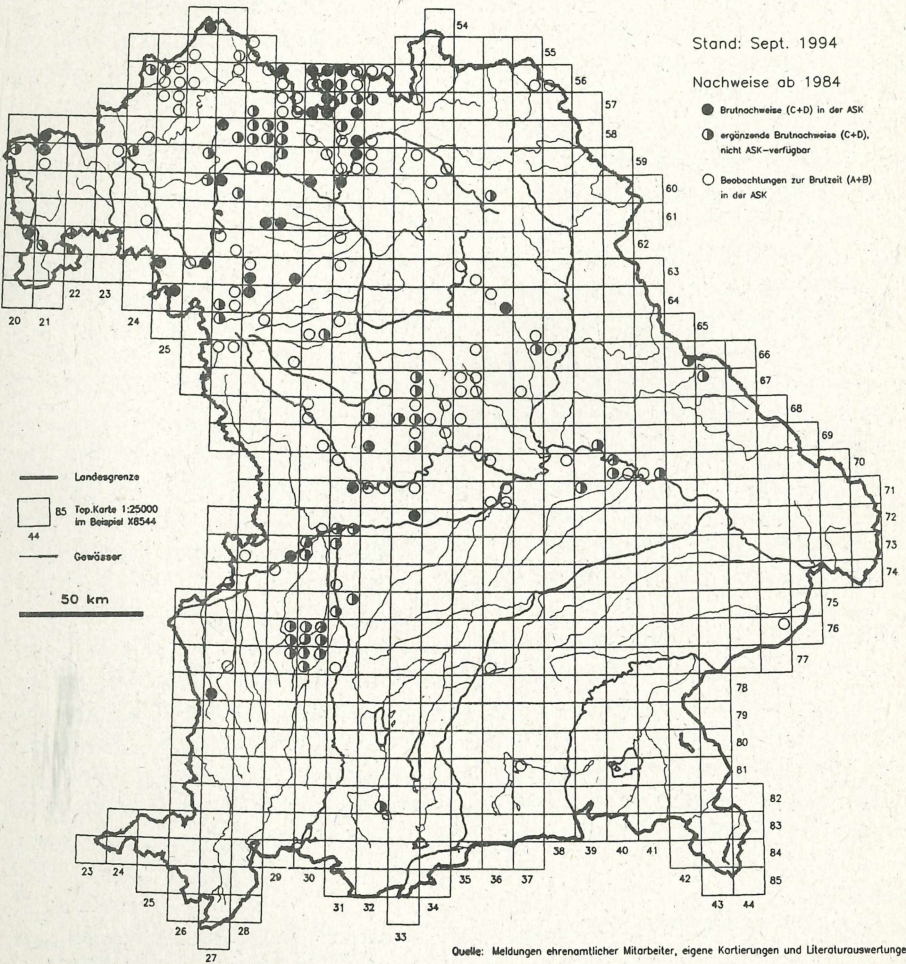 Stand: Sept. 1994
Nachweise ab 1984
Brutnachweise (C+D) in der ASK
ergänzende Brutnachweise (C+D),
nicht ASK-verfügbar
Beobachtungen zur Brutzeit (A+B)
in der ASK
54
55
56
57
58
59
60
61
62
63
64
65
66
67
68
69
70
71
72
73
74
75
76
77
78
79
80
81
82
83
84
85
20 21 22 23 24 25
Landesgrenze
85 Top.Karte 1:25000
im Beispiel X8544
44
Gewässer
50 km
23 24 25 26 27 28 29 30 31 32 33 34 35 36 37 38 39 40 41 42 43 44
Quelle: Meldungen ehrenamtlicher Mitarbeiter, eigene Kartierungen und Literaturauswertunge